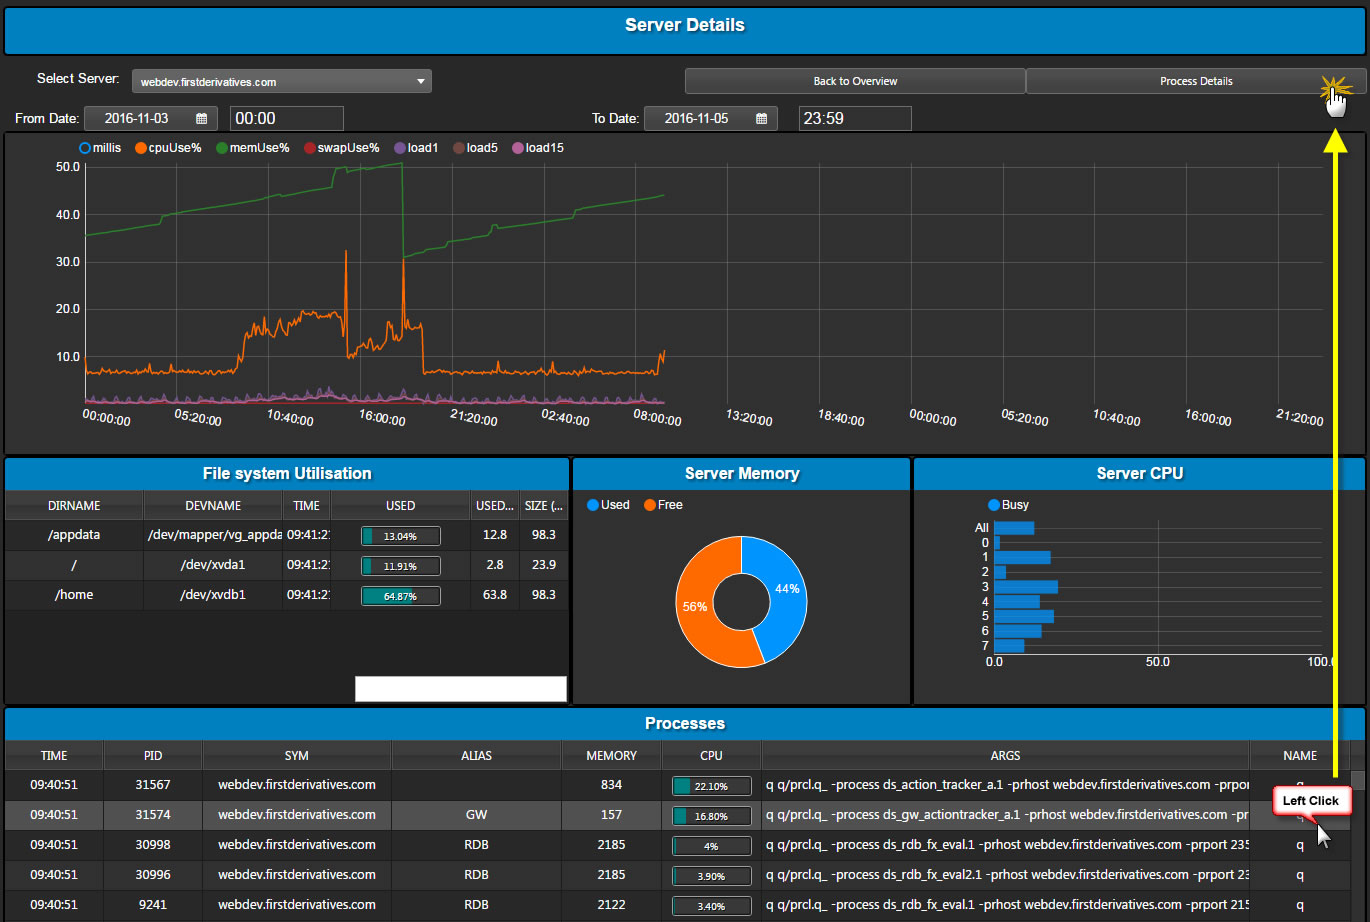 Server Details
Select Server: webdev.firstderivatives.com Back to Overview Process Details
From Date: 2016-11-03 00:00 To Date: 2016-11-05 23:59
millis cpuUse% memUse% swapUse% load1 load5 load15
50.0
40.0
30.0
20.0
10.0
00:00:00 05:20:00 10:40:00 16:00:00 21:20:00 02:40:00 08:00:00 13:20:00 18:40:00 00:00:00 05:20:00 10:40:00 16:00:00 21:20:00
File system Utilisation
DIRNAME DEVNAME TIME USED USED... SIZE (...
/appdata /dev/mapper/vg_appda 09:41:21 13.04% 12.8 98.3
/ /dev/xvda1 09:41:21 11.91% 2.8 23.9
/home /dev/xvdb1 09:41:21 64.87% 63.8 98.3
Server Memory
Used Free
56% 44%
Server CPU
Busy
All
0
1
2
3
4
5
6
7
0.0 50.0 100.0
Processes
TIME PID SYM ALIAS MEMORY CPU ARGS NAME
09:40:51 31567 webdev.firstderivatives.com 834 22.10% q q/prcl.q_ -process ds_action_tracker_a.1 -prhost webdev.firstderivatives.com -prpor q
09:40:51 31574 webdev.firstderivatives.com GW 157 16.80% q q/prcl.q_ -process ds_gw_actiontracker_a.1 -prhost webdev.firstderivatives.com -pr q
Left Click
09:40:51 30998 webdev.firstderivatives.com RDB 2185 4% q q/prcl.q_ -process ds_rdb_fx_eval.1 -prhost webdev.firstderivatives.com -prport 235 q
09:40:51 30996 webdev.firstderivatives.com RDB 2185 3.90% q q/prcl.q_ -process ds_rdb_fx_eval2.1 -prhost webdev.firstderivatives.com -prport 23 q
09:40:51 9241 webdev.firstderivatives.com RDB 2122 3.40% q q/prcl.q_ -process ds_rdb_fx_eval.1 -prhost webdev.firstderivatives.com -prport 215 q